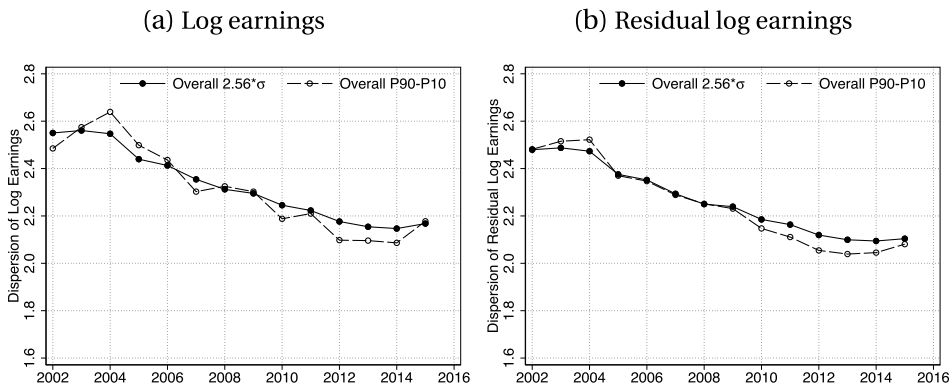 (a) Log earnings
Overall 2.56*σ
Overall P90-P10
Dispersion of Log Earnings
2.8
2.6
2.4
2.2
2.0
1.8
1.6
2002 2004 2006 2008 2010 2012 2014 2016
(b) Residual log earnings
Overall 2.56*σ
Overall P90-P10
Dispersion of Residual Log Earnings
2.8
2.6
2.4
2.2
2.0
1.8
1.6
2002 2004 2006 2008 2010 2012 2014 2016